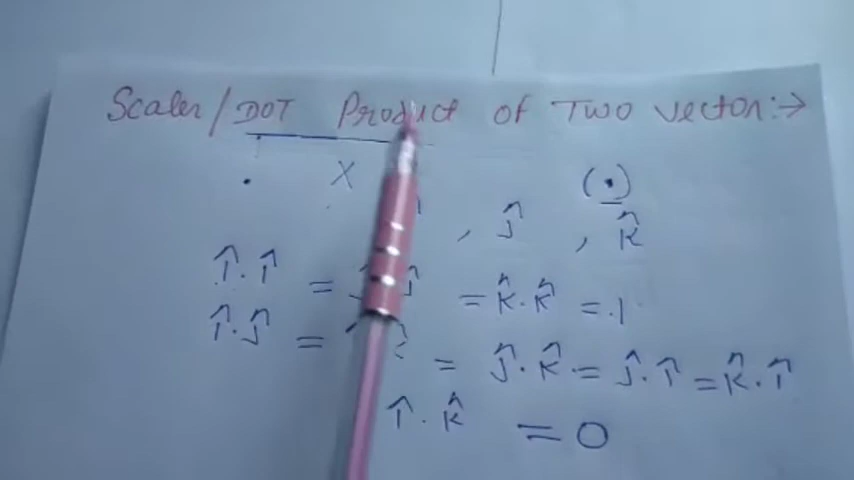 Scaler/DOT Product of Two vector:→
. X (•)
, ĵ , k̂
î.î = = k̂.k̂ = 1
î.ĵ = = ĵ.k̂ = ĵ.î = k̂.î
î.k̂ = 0